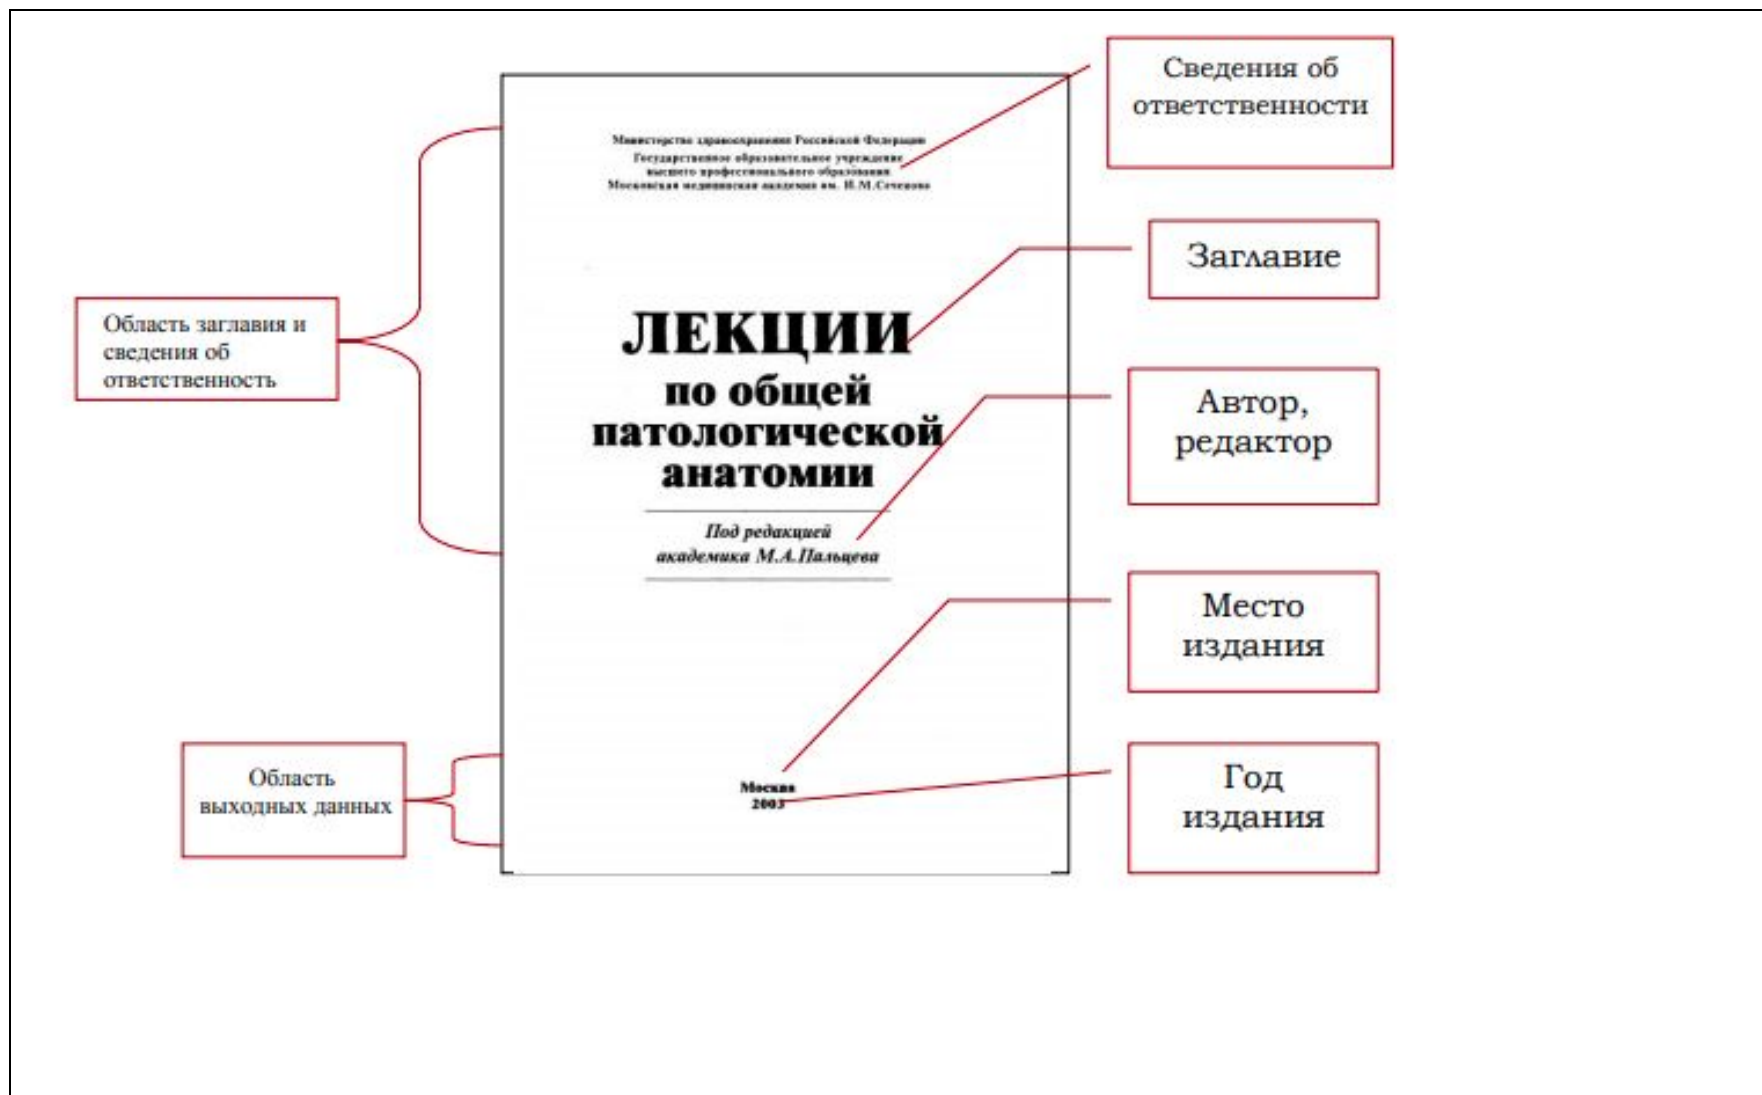 Сведения об
ответственности
Министерство здравоохранения Российской Федерации
Государственное образовательное учреждение
высшего профессионального образования
Московская медицинская академия им. И.М.Сеченова
Заглавие
Область заглавия и
сведения об
ответственность
ЛЕКЦИИ
по общей
патологической
анатомии
Автор,
редактор
Под редакцией
академика М.А.Пальцева
Место
издания
Область
выходных данных
Москва
2003
Год
издания